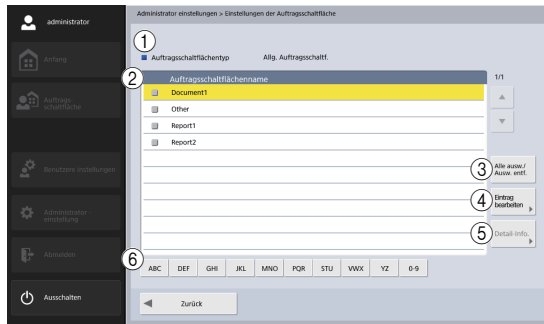 administrator
Anfang
Auftrags-
schaltfläche
Benutzere instellungen
Administrator-
einstellung
Abmelden
Ausschalten
Administrator einstellungen > Einstellungen der Auftragsschaltfläche
1
Auftragsschaltflächentyp Allg. Auftragsschaltf.
2
Auftragsschaltflächenname
1/1
Document1
Other
Report1
Report2
3
Alle ausw./
Ausw. entf.
4
Eintrag
bearbeiten
5
Detail-Info.
6
ABC DEF GHI JKL MNO PQR STU VWX YZ 0-9
Zurück